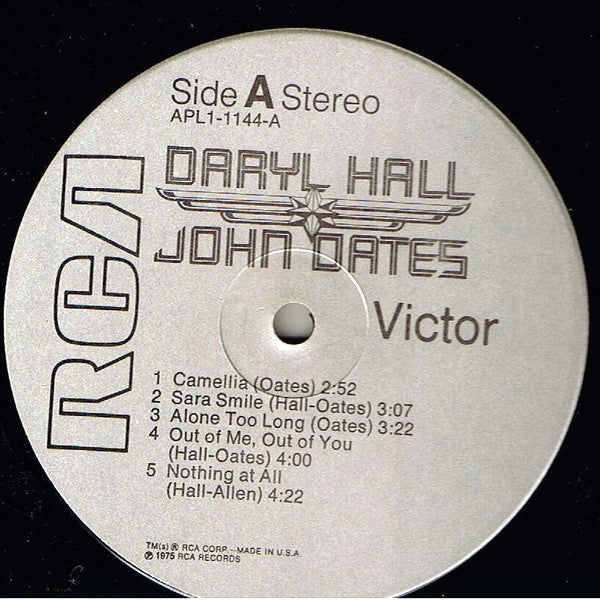 Side A Stereo
APL1-1144-A
DARYL HALL
JOHN OATES
RCA
Victor
1 Camellia (Oates) 2:52
2 Sara Smile (Hall-Oates) 3:07
3 Alone Too Long (Oates) 3:22
4 Out of Me, Out of You
(Hall-Oates) 4:00
5 Nothing at All
(Hall-Allen) 4:22
TM(s) ® RCA CORP.—MADE IN U.S.A
℗ 1975 RCA RECORDS